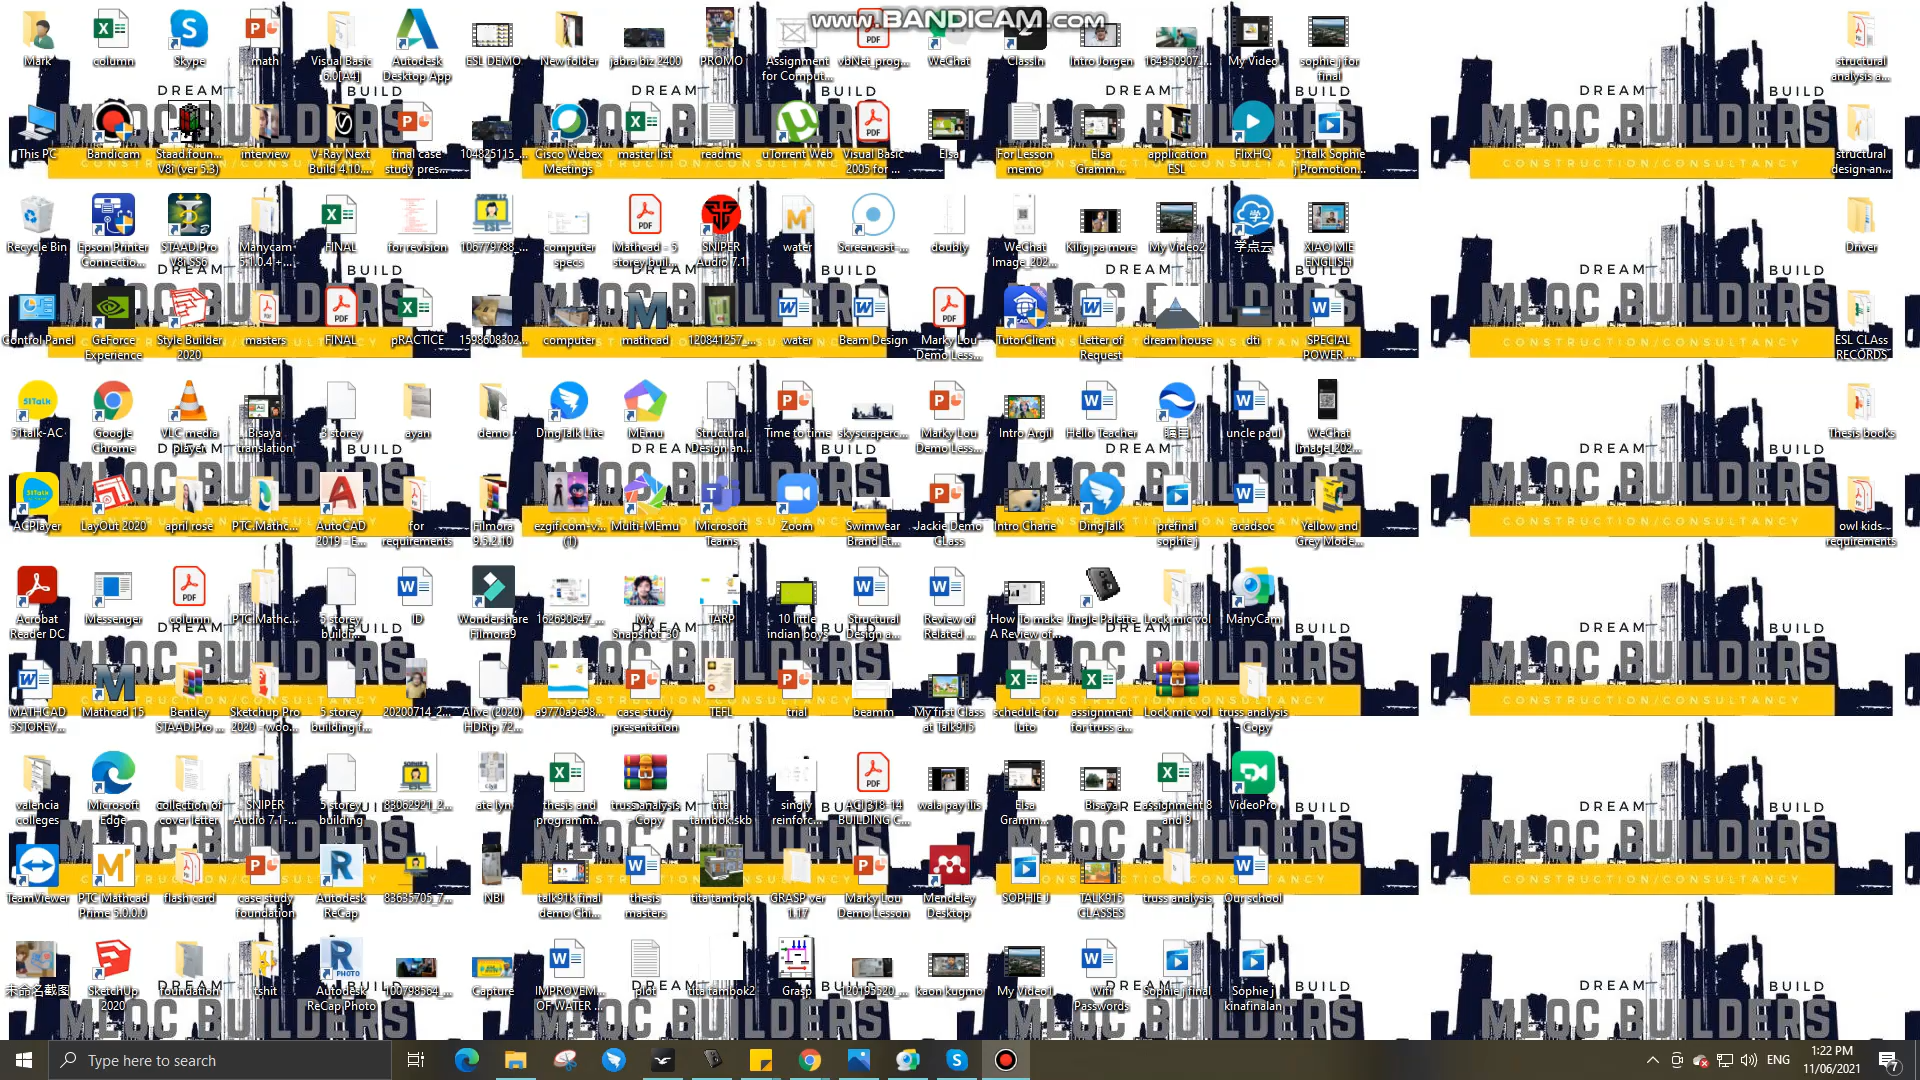 www.BANDICAM.com
Mark
column
Skype
math
Visual Basic
6.0[A4]
Autodesk
Desktop App
ESL DEMO
New folder
jabra biz 2400
PROMO
Assignment
for Comput...
vbNet_prog...
WeChat
ClassIn
Intro Jorgen
164350907_...
My Video
sophie j for
final
structural
analysis a...
This PC
Bandicam
Staad.foun...
V8i (ver 5.3)
interview
V-Ray Next
Build 4.10....
final case
study pres...
104825115_...
Cisco Webex
Meetings
master list
readme
uTorrent Web
Visual Basic
2005 for ...
Elsa
For Lesson
memo
Elsa
Gramm...
application
ESL
FlixHQ
51talk Sophie
j Promotion...
structural
design an...
Recycle Bin
Epson Printer
Connectio...
STAAD.Pro
V8i SS6
Manycam
5.1.0.4 + ...
FINAL
for revision
106779788_...
computer
specs
Mathcad - 5
storey buil...
SNIPER
Audio 7.1
water
Screencast-...
doubly
WeChat
Image_202...
Kilig pa more
My Video2
学点云
XIAO MIE
ENGLISH
Driver
Control Panel
GeForce
Experience
Style Builder
2020
masters
FINAL
pRACTICE
1598608302...
computer
mathcad
120841257_...
water
Beam Design
Marky Lou
Demo Less...
TutorClient
Letter of
Request
dream house
dti
SPECIAL
POWER ...
ESL CLAss
RECORDS
51talk-AC
Google
Chrome
VLC media
player
Bisaya
translation
3 storey
ayan
demo
DingTalk Lite
MEmu
Structural
Design an...
Time to time
skyscraperc...
Marky Lou
Demo Less...
Intro Argil
Hello Teacher
uncle paul
WeChat
Image_202...
Thesis books
ACPlayer
LayOut 2020
april rose
PTC.Mathc...
AutoCAD
2019 - E...
for
requirements
Filmora
9.5.2.10
ezgif.com-v...
(1)
Multi-MEmu
Microsoft
Teams
Zoom
Swimwear
Brand Et...
Jackie Demo
CLass
Intro Charie
DingTalk
prefinal
sophie j
acadsoc
Yellow and
Grey Mode...
owl kids
requirements
Acrobat
Reader DC
Messenger
column
PTC Mathc...
5 storey
buildi...
ID
Wondershare
Filmora9
162690647_...
My
Snapshot_30
TARP
10 little
indian boys
Structural
Design a...
Review of
Related ...
How To make
A Review of...
Jingle Palette
Lock mic vol
ManyCam
MATHCAD
5STOREY...
Mathcad 15
Bentley
STAAD.Pro ...
Sketchup Pro
2020 - woo...
5 storey
building f...
20200714_2...
Alive (2020)
HDRip 72...
a9770a9e98...
case study
presentation
TEFL
trial
beamm
My first Class
at Talk915
schedule for
luto
assignment
for truss a...
Lock mic vol
truss analysis
- Copy
valencia
colleges
Microsoft
Edge
collection of
cover letter
SNIPER
Audio 7.1-...
5 storey
building
83062921_2...
ate lyn
thesis and
programm...
truss analysis
- Copy
tita
tambok.skb
singly
reinforc...
ACI 318-14
BUILDING C...
wala pay ilis
Elsa
Gramm...
Bisaya
assignment 8
and 9
VideoPro
TeamViewer
PTC Mathcad
Prime 5.0.0.0
flash card
case study
foundation
Autodesk
ReCap
83635705_7...
NBI
talk91k final
demo Chi...
thesis
masters
tita tambok
GRASP ver
1.17
Marky Lou
Demo Lesson
Mendeley
Desktop
SOPHIEJ
TALK915
CLASSES
truss analysis
Our school
未命名截图
SketchUp
2020
foundation
tshit
Autodesk
ReCap Photo
100798564_...
Capture
IMPROVEM...
OF WATER ...
plot
tita tambok2
Grasp
120195520_...
kaon kugmo
My Video1
Wifi
Passwords
Sophie j final
Sophie j
kinafinalan
DREAM BUILD
MLQC BUILDERS
CONSTRUCTION/CONSULTANCY
Type here to search
ENG
1:22 PM
11/06/2021
7